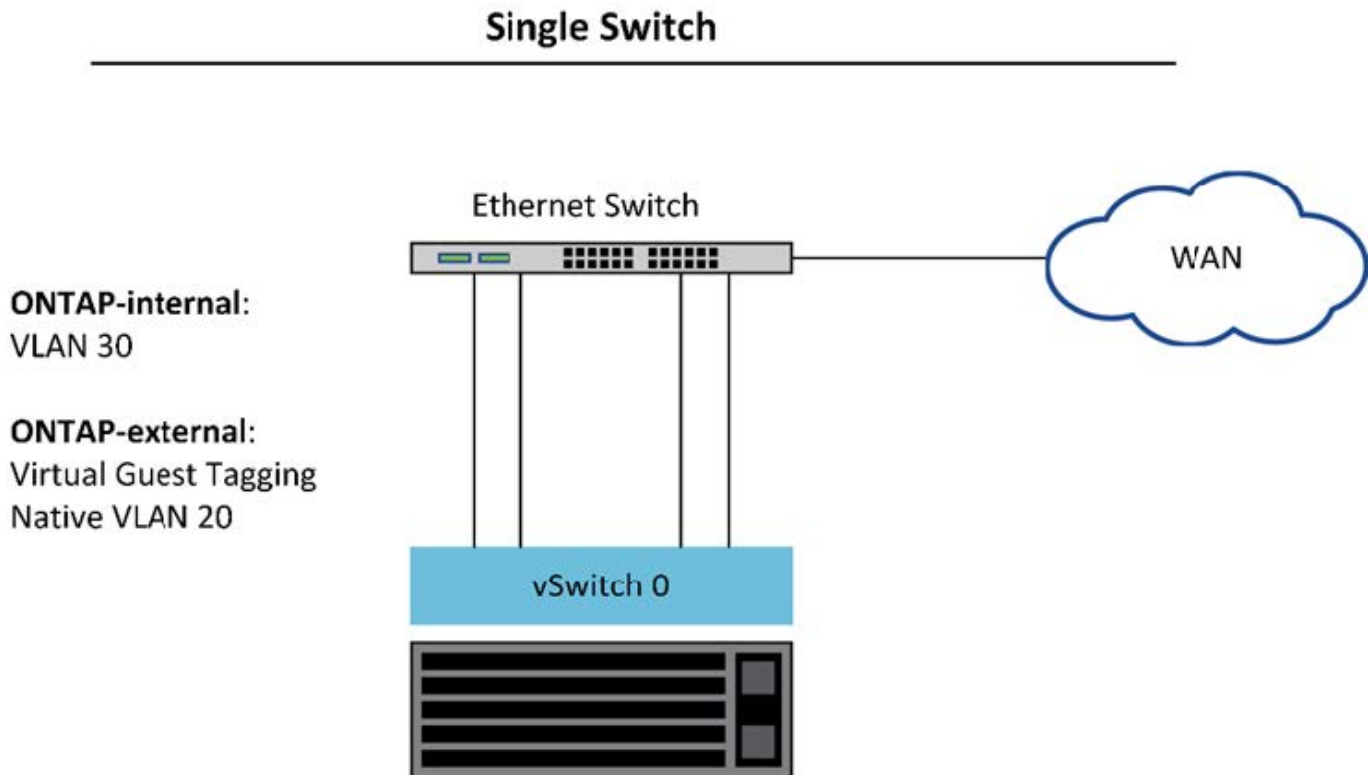 Single Switch
Ethernet Switch
WAN
ONTAP-internal:
VLAN 30
ONTAP-external:
Virtual Guest Tagging
Native VLAN 20
vSwitch 0